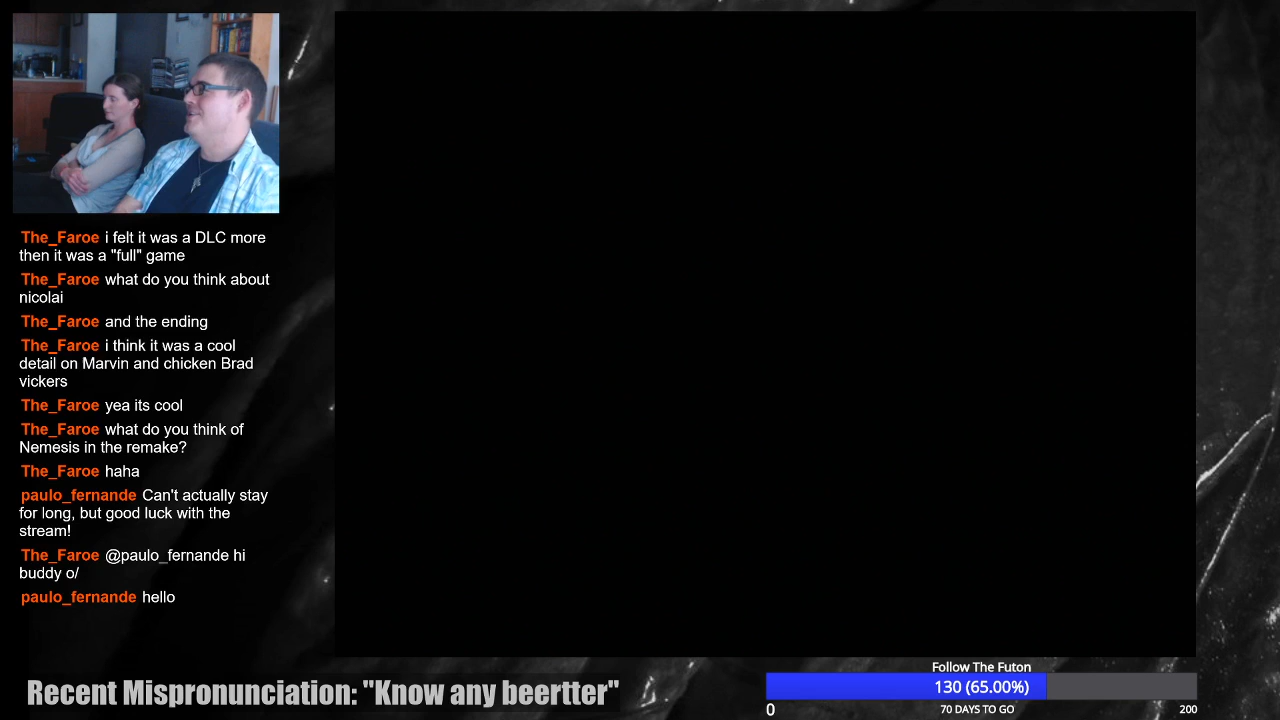 The_Faroe i felt it was a DLC more
then it was a "full" game
The_Faroe what do you think about
nicolai
The_Faroe and the ending
The_Faroe i think it was a cool
detail on Marvin and chicken Brad
vickers
The_Faroe yea its cool
The_Faroe what do you think of
Nemesis in the remake?
The_Faroe haha
paulo_fernande Can't actually stay
for long, but good luck with the
stream!
The_Faroe @paulo_fernande hi
buddy o/
paulo_fernande hello
Recent Mispronunciation: "Know any beertter"
Follow The Futon
130 (65.00%)
0
70 DAYS TO GO
200